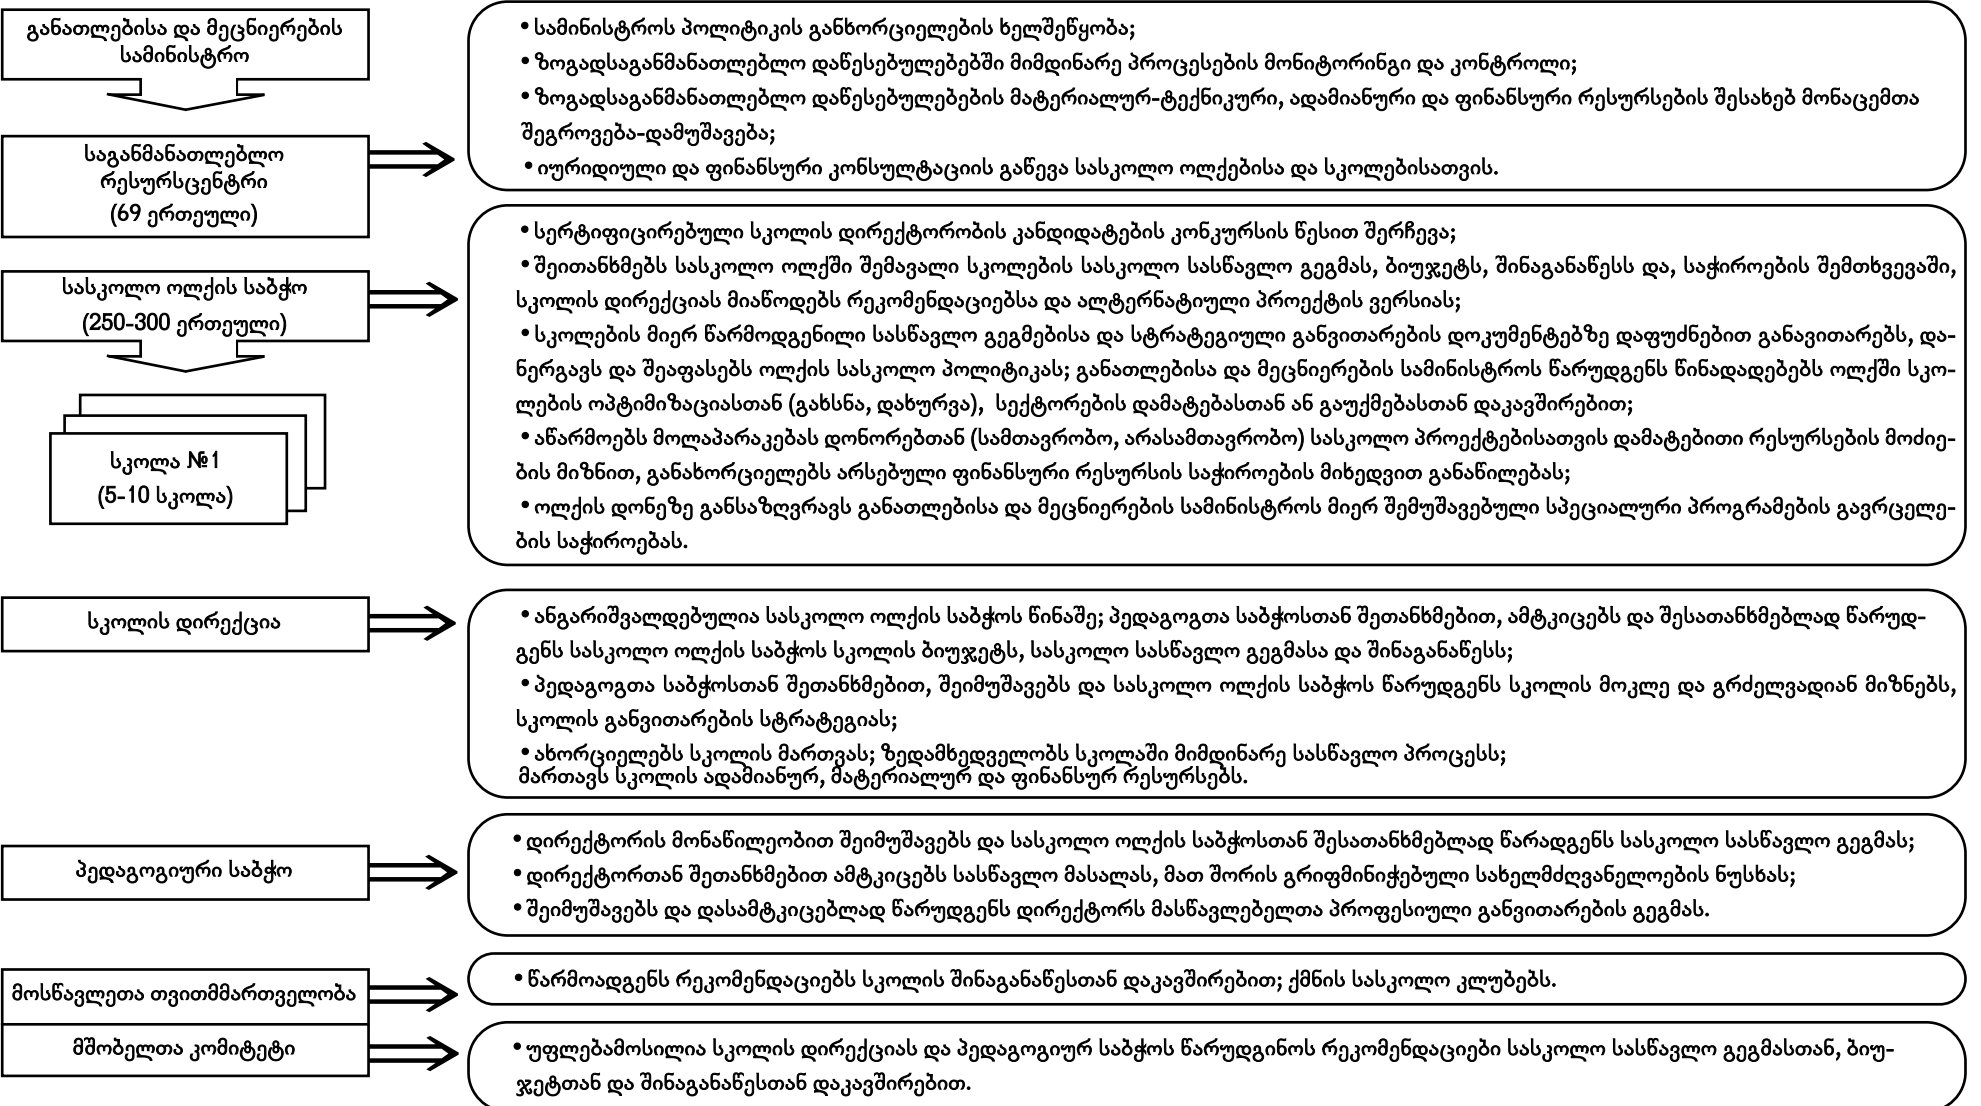 განათლებისა და მეცნიერების
სამინისტრო
• სამინისტროს პოლიტიკის განხორციელების ხელშეწყობა;
• ზოგადსაგანმანათლებლო დაწესებულებებში მიმდინარე პროცესების მონიტორინგი და კონტროლი;
• ზოგადსაგანმანათლებლო დაწესებულებების მატერიალურ-ტექნიკური, ადამიანური და ფინანსური რესურსების შესახებ მონაცემთა
შეგროვება-დამუშავება;
• იურიდიული და ფინანსური კონსულტაციის გაწევა სასკოლო ოლქებისა და სკოლებისათვის.
საგანმანათლებლო
რესურსცენტრი
(69 ერთეული)
სასკოლო ოლქის საბჭო
(250-300 ერთეული)
• სერტიფიცირებული სკოლის დირექტორობის კანდიდატების კონკურსის წესით შერჩევა;
• შეითანხმებს სასკოლო ოლქში შემავალი სკოლების სასკოლო სასწავლო გეგმას, ბიუჯეტს, შინაგანაწესს და, საჭიროების შემთხვევაში,
სკოლის დირექციას მიაწოდებს რეკომენდაციებსა და ალტერნატიული პროექტის ვერსიას;
• სკოლების მიერ წარმოდგენილი სასწავლო გეგმებისა და სტრატეგიული განვითარების დოკუმენტებზე დაფუძნებით განავითარებს, და-
ნერგავს და შეაფასებს ოლქის სასკოლო პოლიტიკას; განათლებისა და მეცნიერების სამინისტროს წარუდგენს წინადადებებს ოლქში სკო-
ლების ოპტიმიზაციასთან (გახსნა, დახურვა), სექტორების დამატებასთან ან გაუქმებასთან დაკავშირებით;
• აწარმოებს მოლაპარაკებას დონორებთან (სამთავრობო, არასამთავრობო) სასკოლო პროექტებისათვის დამატებითი რესურსების მოძიე-
ბის მიზნით, განახორციელებს არსებული ფინანსური რესურსის საჭიროების მიხედვით განაწილებას;
• ოლქის დონეზე განსაზღვრავს განათლებისა და მეცნიერების სამინისტროს მიერ შემუშავებული სპეციალური პროგრამების გავრცელე-
ბის საჭიროებას.
სკოლა №1
(5-10 სკოლა)
სკოლის დირექცია
• ანგარიშვალდებულია სასკოლო ოლქის საბჭოს წინაშე; პედაგოგთა საბჭოსთან შეთანხმებით, ამტკიცებს და შესათანხმებლად წარუდ-
გენს სასკოლო ოლქის საბჭოს სკოლის ბიუჯეტს, სასკოლო სასწავლო გეგმასა და შინაგანაწესს;
• პედაგოგთა საბჭოსთან შეთანხმებით, შეიმუშავებს და სასკოლო ოლქის საბჭოს წარუდგენს სკოლის მოკლე და გრძელვადიან მიზნებს,
სკოლის განვითარების სტრატეგიას;
• ახორციელებს სკოლის მართვას; ზედამხედველობს სკოლაში მიმდინარე სასწავლო პროცესს;
მართავს სკოლის ადამიანურ, მატერიალურ და ფინანსურ რესურსებს.
პედაგოგიური საბჭო
• დირექტორის მონაწილეობით შეიმუშავებს და სასკოლო ოლქის საბჭოსთან შესათანხმებლად წარადგენს სასკოლო სასწავლო გეგმას;
• დირექტორთან შეთანხმებით ამტკიცებს სასწავლო მასალას, მათ შორის გრიფმინიჭებული სახელმძღვანელოების ნუსხას;
• შეიმუშავებს და დასამტკიცებლად წარუდგენს დირექტორს მასწავლებელთა პროფესიული განვითარების გეგმას.
მოსწავლეთა თვითმმართველობა
• წარმოადგენს რეკომენდაციებს სკოლის შინაგანაწესთან დაკავშირებით; ქმნის სასკოლო კლუბებს.
მშობელთა კომიტეტი
• უფლებამოსილია სკოლის დირექციას და პედაგოგიურ საბჭოს წარუდგინოს რეკომენდაციები სასკოლო სასწავლო გეგმასთან, ბიუ-
ჯეტთან და შინაგანაწესთან დაკავშირებით.